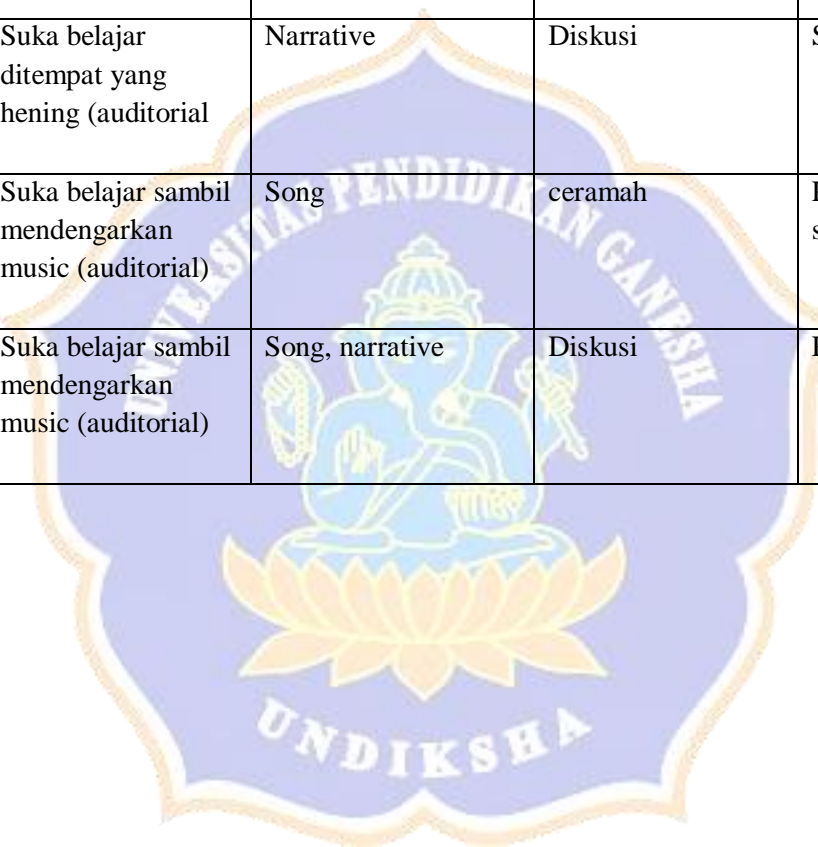 Suka belajar
ditempat yang
hening (auditorial
Narrative
Diskusi
Suka belajar sambil
mendengarkan
music (auditorial)
Song
ceramah
Suka belajar sambil
mendengarkan
music (auditorial)
Song, narrative
Diskusi
UNIVERSITAS PENDIDIKAN GANESHA
UNDIKSHA